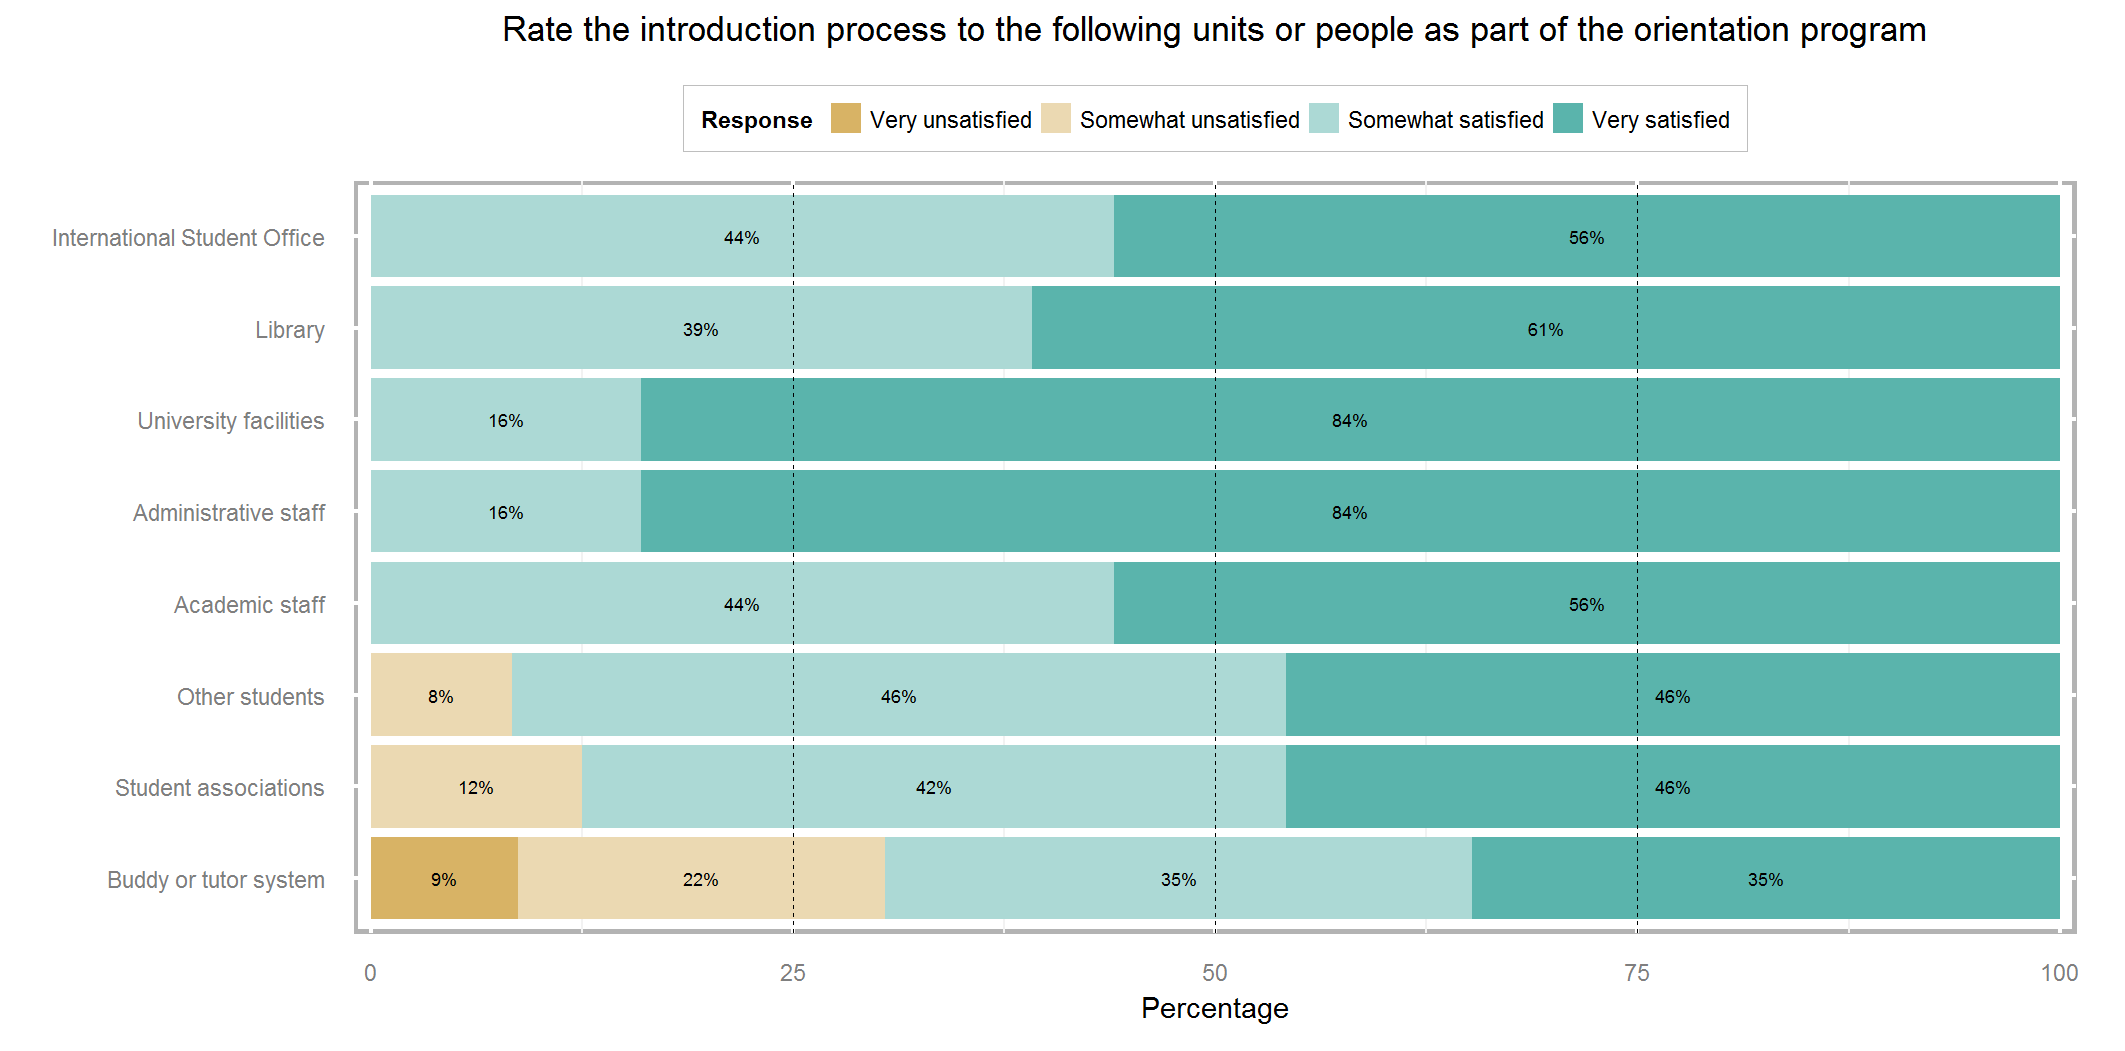 Rate the introduction process to the following units or people as part of the orientation program
Response Very unsatisfied Somewhat unsatisfied Somewhat satisfied Very satisfied
International Student Office 44% 56%
Library 39% 61%
University facilities 16% 84%
Administrative staff 16% 84%
Academic staff 44% 56%
Other students 8% 46% 46%
Student associations 12% 42% 46%
Buddy or tutor system 9% 22% 35% 35%
0 25 50 75 100
Percentage